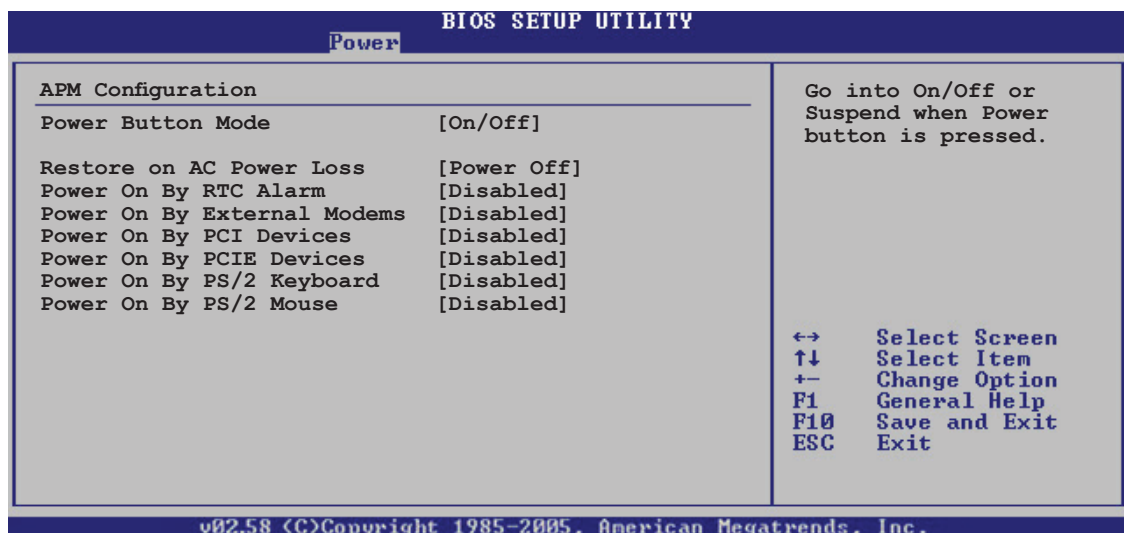 BIOS SETUP UTILITY
Power
APM Configuration
Power Button Mode [On/Off]
Restore on AC Power Loss [Power Off]
Power On By RTC Alarm [Disabled]
Power On By External Modems [Disabled]
Power On By PCI Devices [Disabled]
Power On By PCIE Devices [Disabled]
Power On By PS/2 Keyboard [Disabled]
Power On By PS/2 Mouse [Disabled]
Go into On/Off or
Suspend when Power
button is pressed.
←→ Select Screen
↑↓ Select Item
+- Change Option
F1 General Help
F10 Save and Exit
ESC Exit
v02.58 (C)Copyright 1985-2005, American Megatrends, Inc.